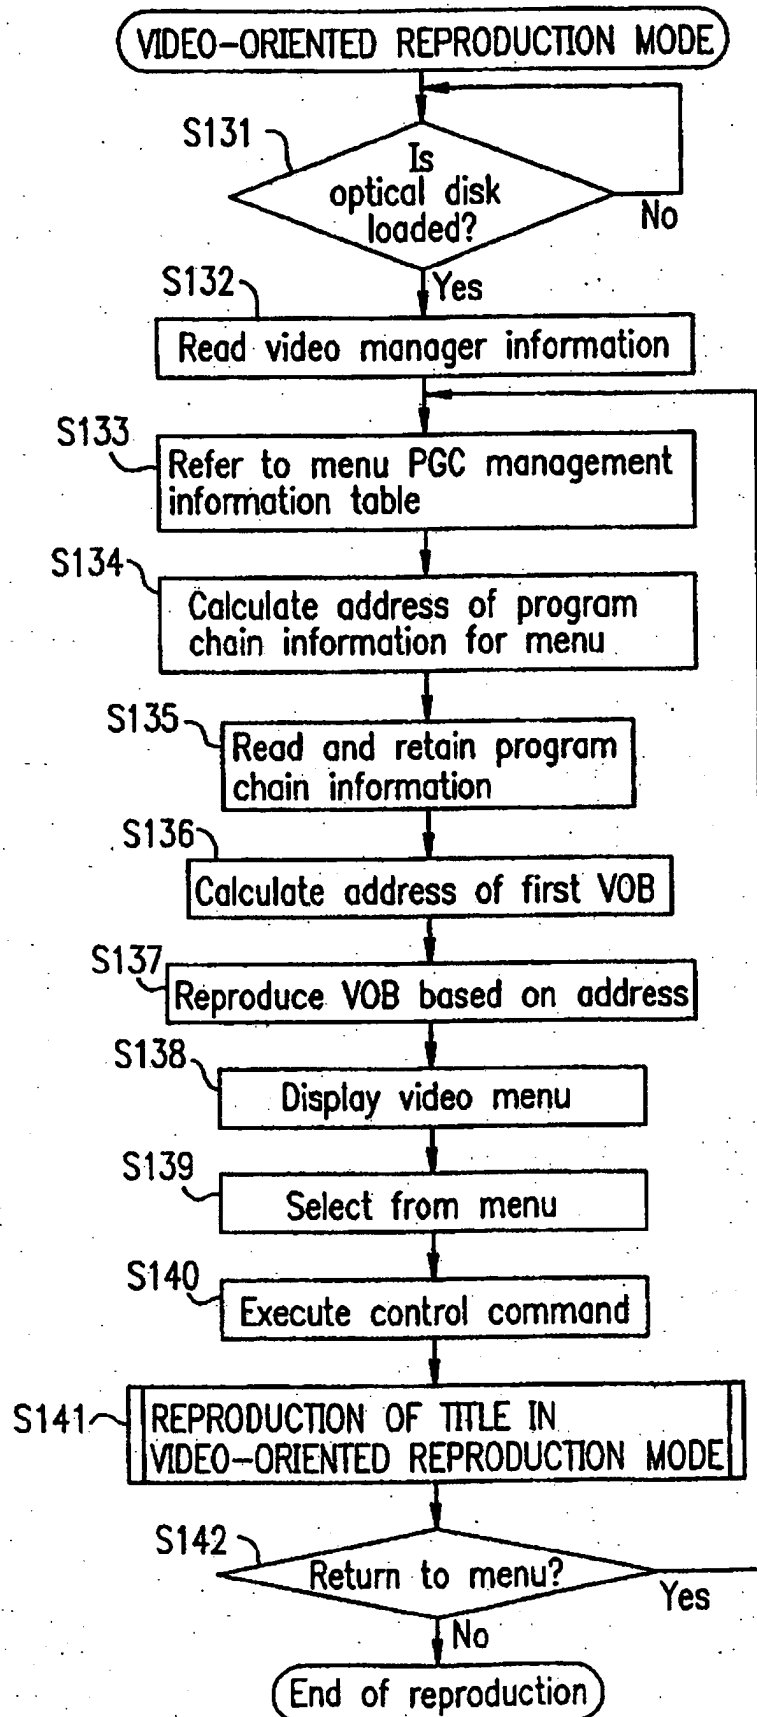 VIDEO-ORIENTED REPRODUCTION MODE
S131
Is
optical disk
loaded?
No
Yes
S132
Read video manager information
S133
Refer to menu PGC management
information table
S134
Calculate address of program
chain information for menu
S135
Read and retain program
chain information
S136
Calculate address of first VOB
S137
Reproduce VOB based on address
S138
Display video menu
S139
Select from menu
S140
Execute control command
S141
REPRODUCTION OF TITLE IN
VIDEO-ORIENTED REPRODUCTION MODE
S142
Return to menu?
Yes
No
End of reproduction